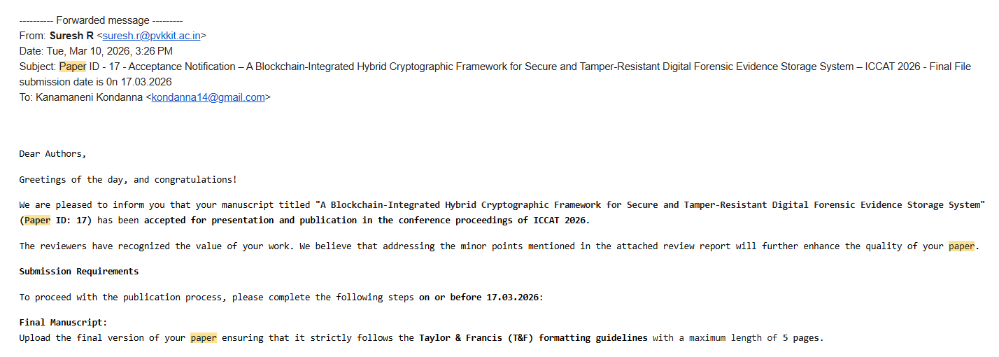 ---------- Forwarded message ---------
From: Suresh R <suresh.r@pvkkit.ac.in>
Date: Tue, Mar 10, 2026, 3:26 PM
Subject: Paper ID - 17 - Acceptance Notification – A Blockchain-Integrated Hybrid Cryptographic Framework for Secure and Tamper-Resistant Digital Forensic Evidence Storage System – ICCAT 2026 - Final File
submission date is 0n 17.03.2026
To: Kanamaneni Kondanna <kondanna14@gmail.com>
Dear Authors,
Greetings of the day, and congratulations!
We are pleased to inform you that your manuscript titled "A Blockchain-Integrated Hybrid Cryptographic Framework for Secure and Tamper-Resistant Digital Forensic Evidence Storage System"
(Paper ID: 17) has been accepted for presentation and publication in the conference proceedings of ICCAT 2026.
The reviewers have recognized the value of your work. We believe that addressing the minor points mentioned in the attached review report will further enhance the quality of your paper.
Submission Requirements
To proceed with the publication process, please complete the following steps on or before 17.03.2026:
Final Manuscript:
Upload the final version of your paper ensuring that it strictly follows the Taylor & Francis (T&F) formatting guidelines with a maximum length of 5 pages.